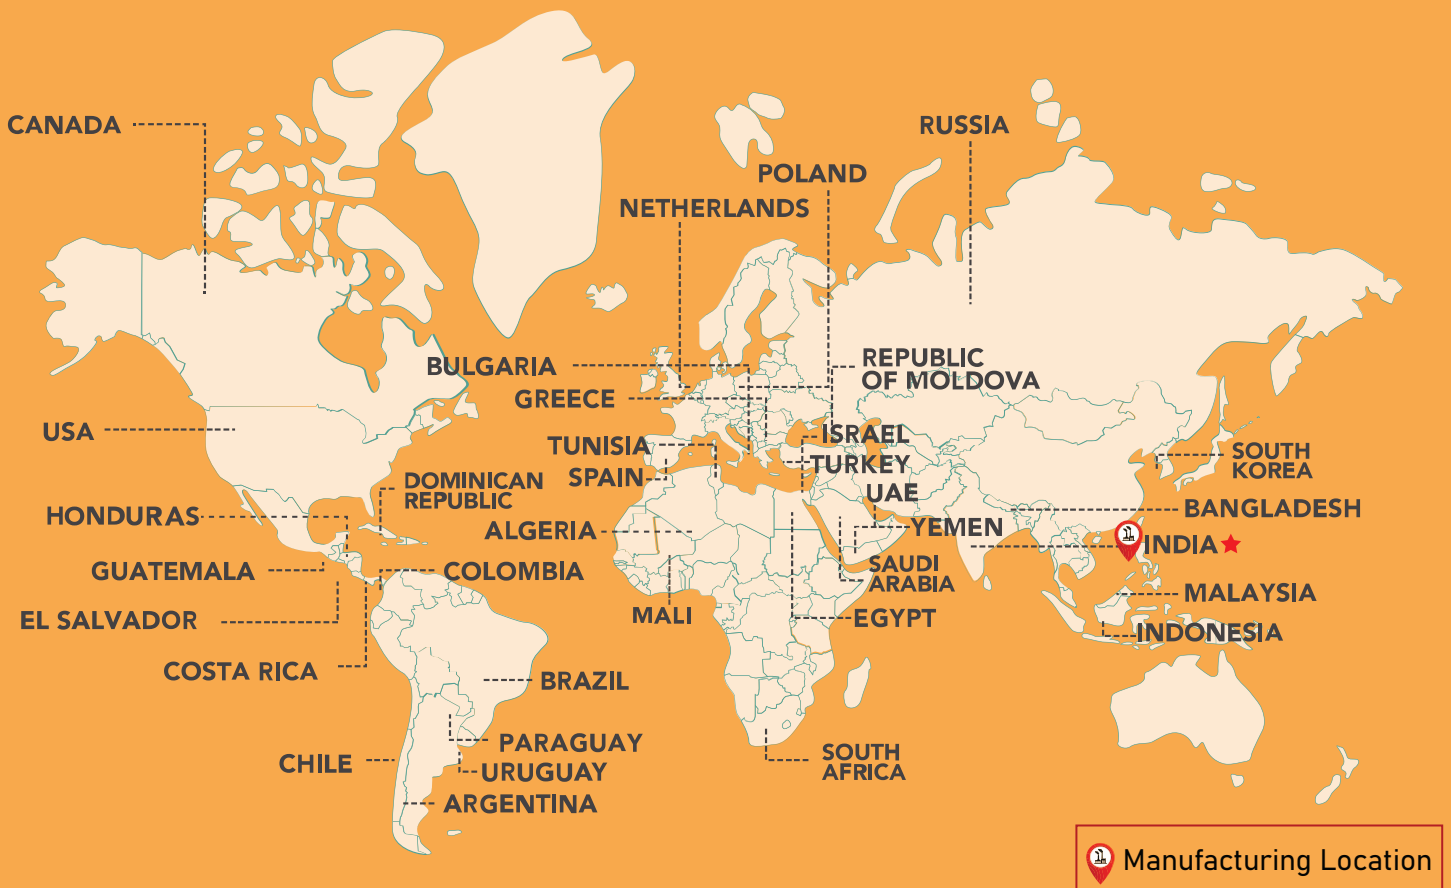 CANADA
RUSSIA
POLAND
NETHERLANDS
BULGARIA
REPUBLIC
OF MOLDOVA
GREECE
USA
ISRAEL
TUNISIA
TURKEY
SOUTH
KOREA
SPAIN
DOMINICAN
REPUBLIC
UAE
BANGLADESH
HONDURAS
ALGERIA
YEMEN
INDIA
GUATEMALA
COLOMBIA
SAUDI
ARABIA
MALAYSIA
EL SALVADOR
MALI
EGYPT
INDONESIA
COSTA RICA
BRAZIL
PARAGUAY
SOUTH
AFRICA
CHILE
URUGUAY
ARGENTINA
Manufacturing Location